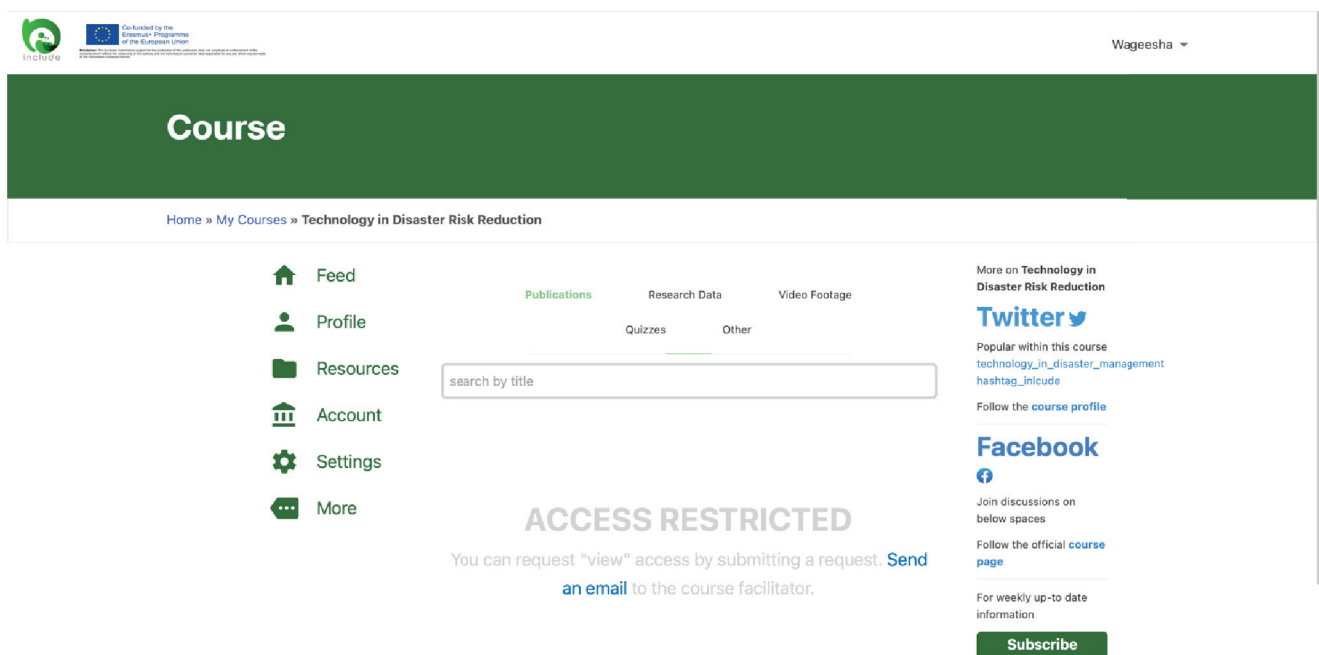 include
Co-funded by the
Erasmus+ Programme
of the European Union
Wageesha
Course
Home » My Courses » Technology in Disaster Risk Reduction
Feed
Profile
Resources
Account
Settings
More
Publications Research Data Video Footage
Quizzes Other
search by title
ACCESS RESTRICTED
You can request "view" access by submitting a request. Send
an email to the course facilitator.
More on Technology in
Disaster Risk Reduction
Twitter
Popular within this course
technology_in_disaster_management
hashtag_inlcude
Follow the course profile
Facebook
Join discussions on
below spaces
Follow the official course
page
For weekly up-to date
information
Subscribe